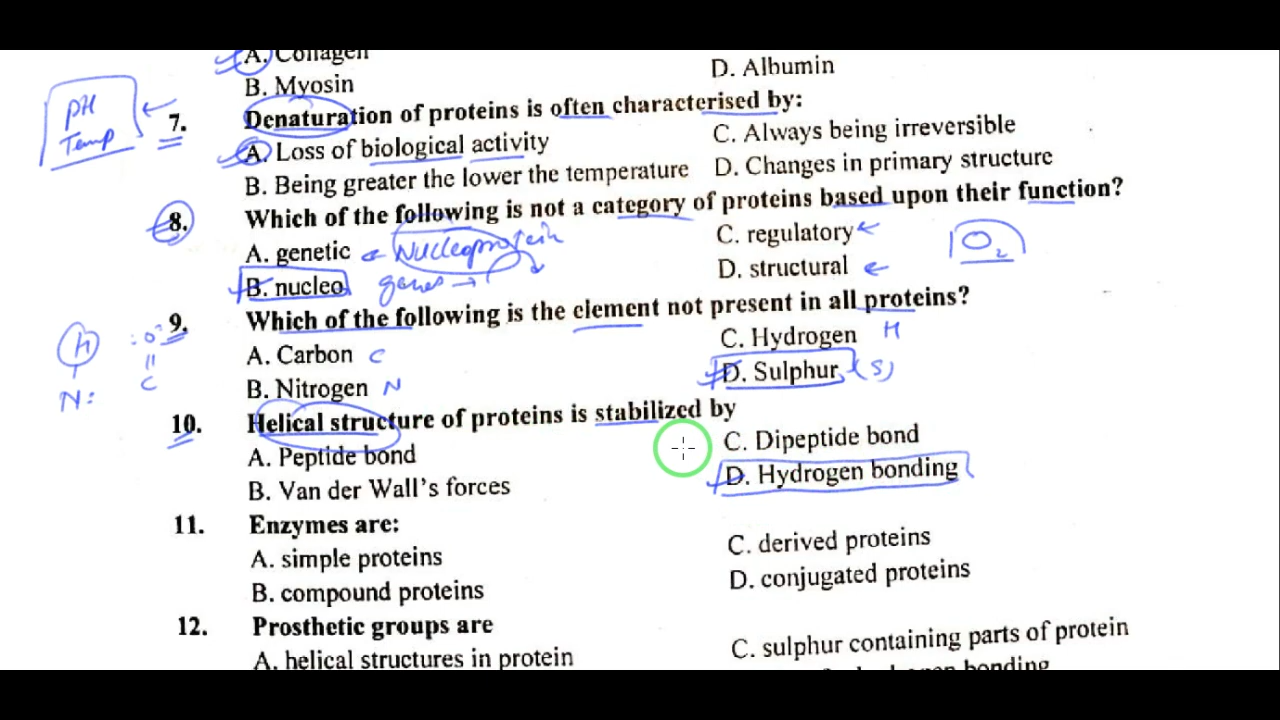 A. Collagen
B. Myosin
D. Albumin
pH
Temp
7. Denaturation of proteins is often characterised by:
A. Loss of biological activity
C. Always being irreversible
B. Being greater the lower the temperature
D. Changes in primary structure
8. Which of the following is not a category of proteins based upon their function?
A. genetic Nucleoprotein
C. regulatory
O2
B. nucleo genes
D. structural
9. Which of the following is the element not present in all proteins?
A. Carbon C
C. Hydrogen H
B. Nitrogen N
D. Sulphur (S)
H :O:
C
N:
10. Helical structure of proteins is stabilized by
A. Peptide bond
C. Dipeptide bond
B. Van der Wall's forces
D. Hydrogen bonding
11. Enzymes are:
A. simple proteins
C. derived proteins
B. compound proteins
D. conjugated proteins
12. Prosthetic groups are
A. helical structures in protein
C. sulphur containing parts of protein
bonding